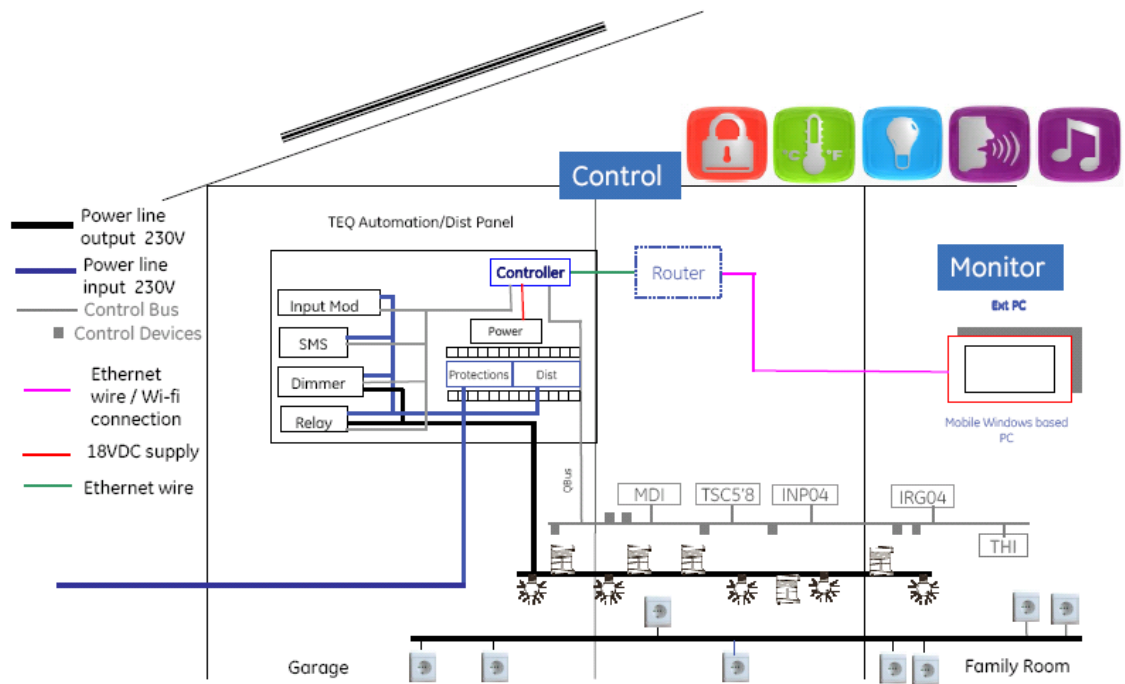 °C °F
Control
Power line
output 230V
Power line
input 230V
Control Bus
Control Devices
Ethernet
wire / Wi-fi
connection
18VDC supply
Ethernet wire
TEQ Automation/Dist Panel
Controller
Input Mod
Power
SMS
Protections
Dist
Dimmer
Relay
Router
Monitor
Ext PC
Mobile Windows based
PC
QBus
MDI
TSC5'8
INP04
IRG04
THI
Garage
Family Room